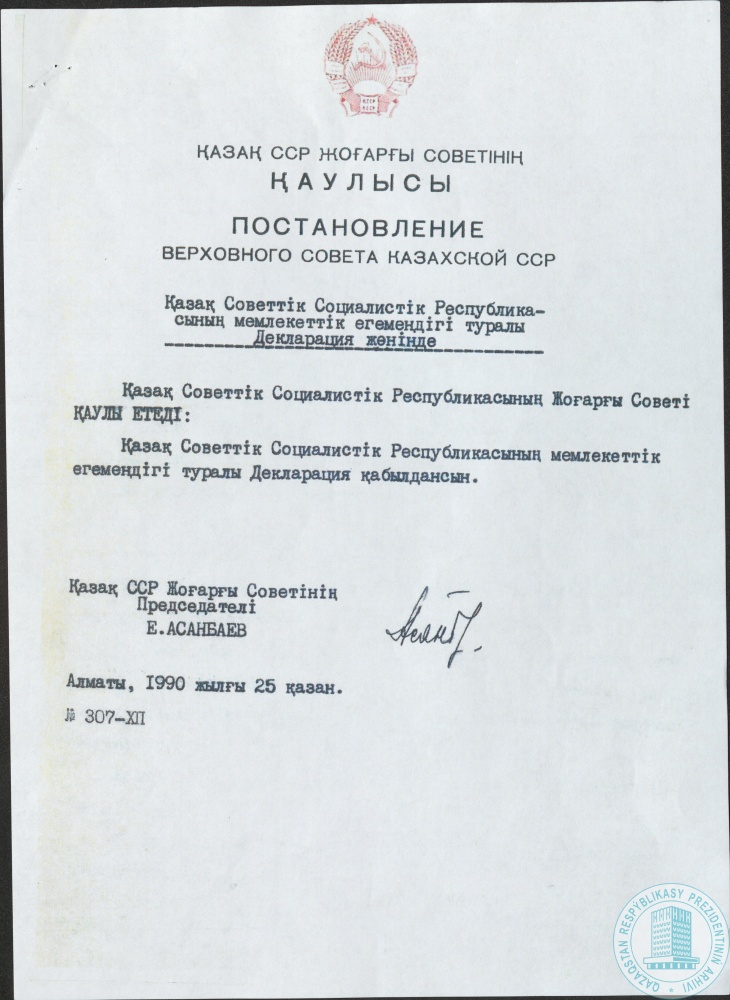 ҚАЗАҚ ССР ЖОҒАРҒЫ СОВЕТІНІҢ
ҚАУЛЫСЫ
ПОСТАНОВЛЕНИЕ
ВЕРХОВНОГО СОВЕТА КАЗАХСКОЙ ССР
Қазақ Советтік Социалистік Республика-
сының мемлекеттік егемендігі туралы
Декларация жөнінде
Қазақ Советтік Социалистік Республикасының Жоғарғы Советі
ҚАУЛЫ ЕТЕДІ:
Қазақ Советтік Социалистік Республикасының мемлекеттік
егемендігі туралы Декларация қабылдансын.
Қазақ ССР Жоғарғы Советінің
Председателі
Е.АСАНБАЕВ
Алматы, 1990 жылғы 25 қазан.
№ 307-ХП
QAZAQSTAN RESPÝBLIKASY PREZIDENTINIŃ ARHIVI